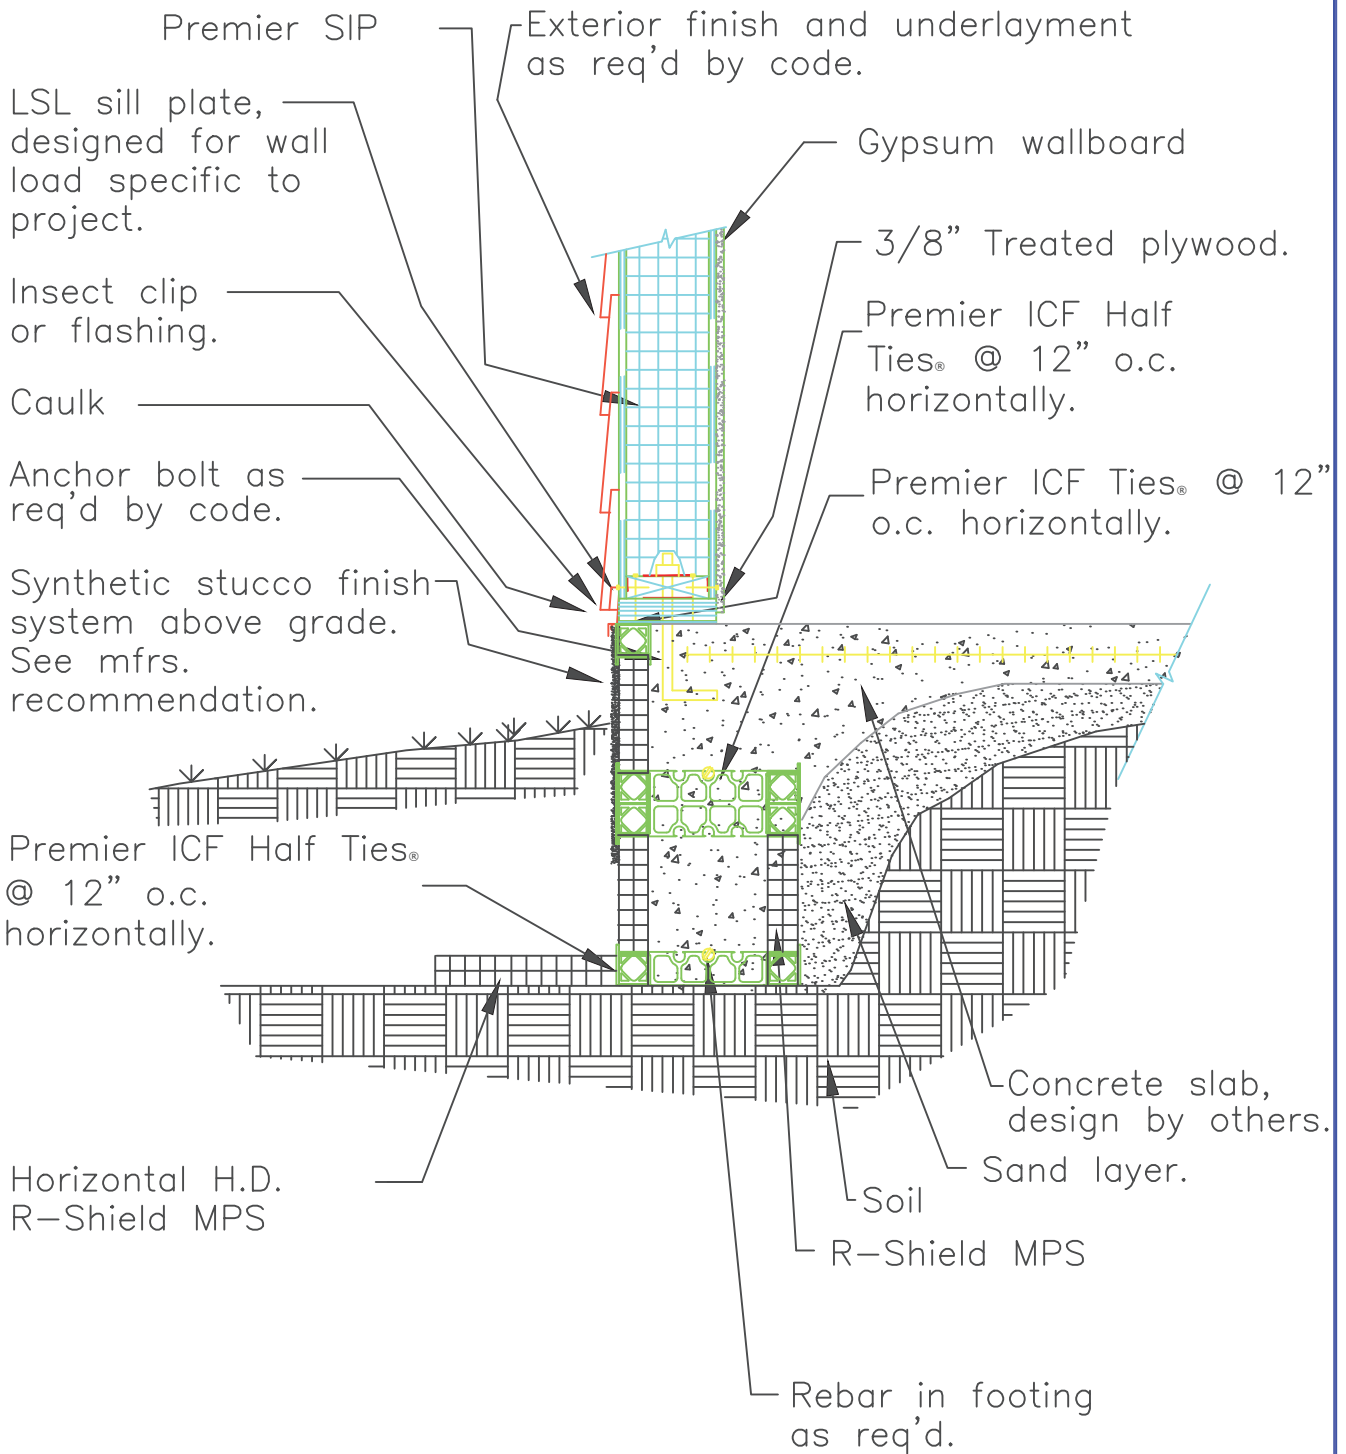 Premier SIP
Exterior finish and underlayment
as req'd by code.
LSL sill plate,
designed for wall
load specific to
project.
Gypsum wallboard
3/8” Treated plywood.
Insect clip
or flashing.
Premier ICF Half
Ties® @ 12” o.c.
horizontally.
Caulk
Anchor bolt as
req'd by code.
Premier ICF Ties® @ 12”
o.c. horizontally.
Synthetic stucco finish
system above grade.
See mfrs.
recommendation.
Premier ICF Half Ties®
@ 12” o.c.
horizontally.
Concrete slab,
design by others.
Sand layer.
Horizontal H.D.
R-Shield MPS
Soil
R-Shield MPS
Rebar in footing
as req'd.